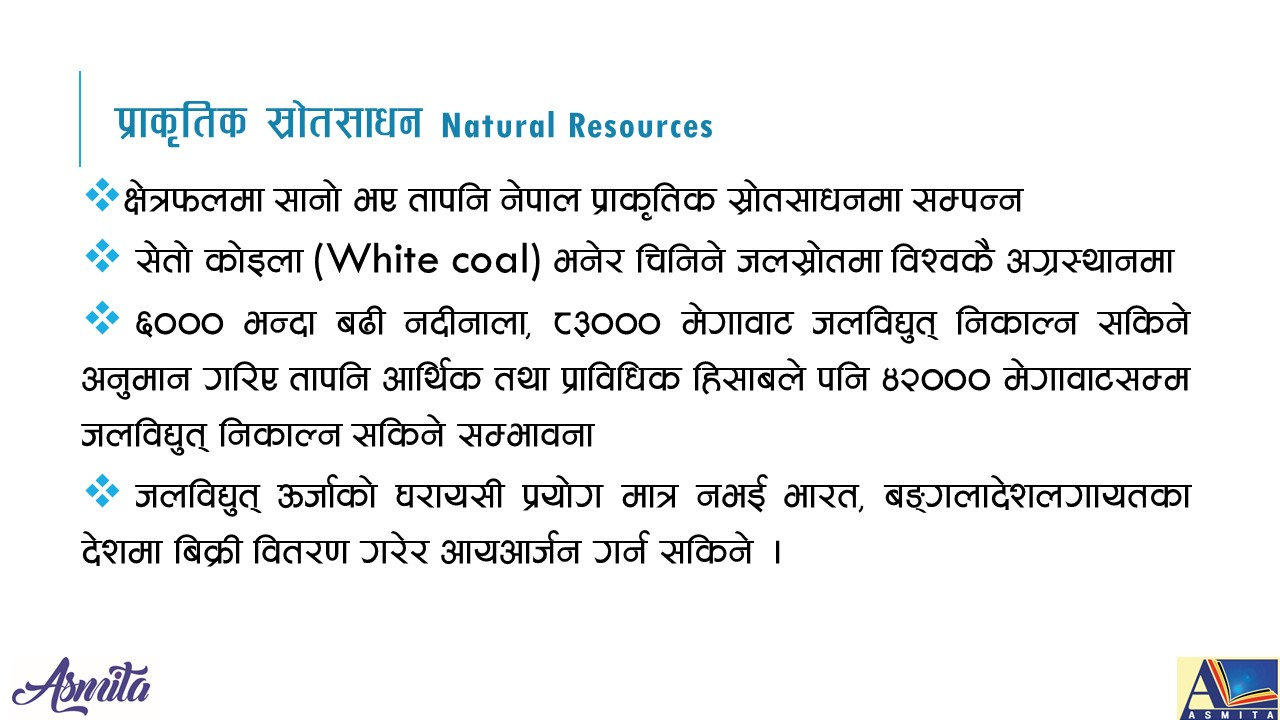 प्राकृतिक स्रोतसाधन Natural Resources
❖क्षेत्रफलमा सानो भए तापनि नेपाल प्राकृतिक स्रोतसाधनमा सम्पन्न
❖ सेतो कोइला (White coal) भनेर चिनिने जलस्रोतमा विश्वकै अग्रस्थानमा
❖ ६००० भन्दा बढी नदीनाला, ८३००० मेगावाट जलविद्युत् निकाल्न सकिने
अनुमान गरिए तापनि आर्थिक तथा प्राविधिक हिसाबले पनि ४२००० मेगावाटसम्म
जलविद्युत् निकाल्न सकिने सम्भावना
❖ जलविद्युत् ऊर्जाको घरायसी प्रयोग मात्र नभई भारत, बङ्गलादेशलगायतका
देशमा बिक्री वितरण गरेर आयआर्जन गर्न सकिने ।
Asmita
ASMITA